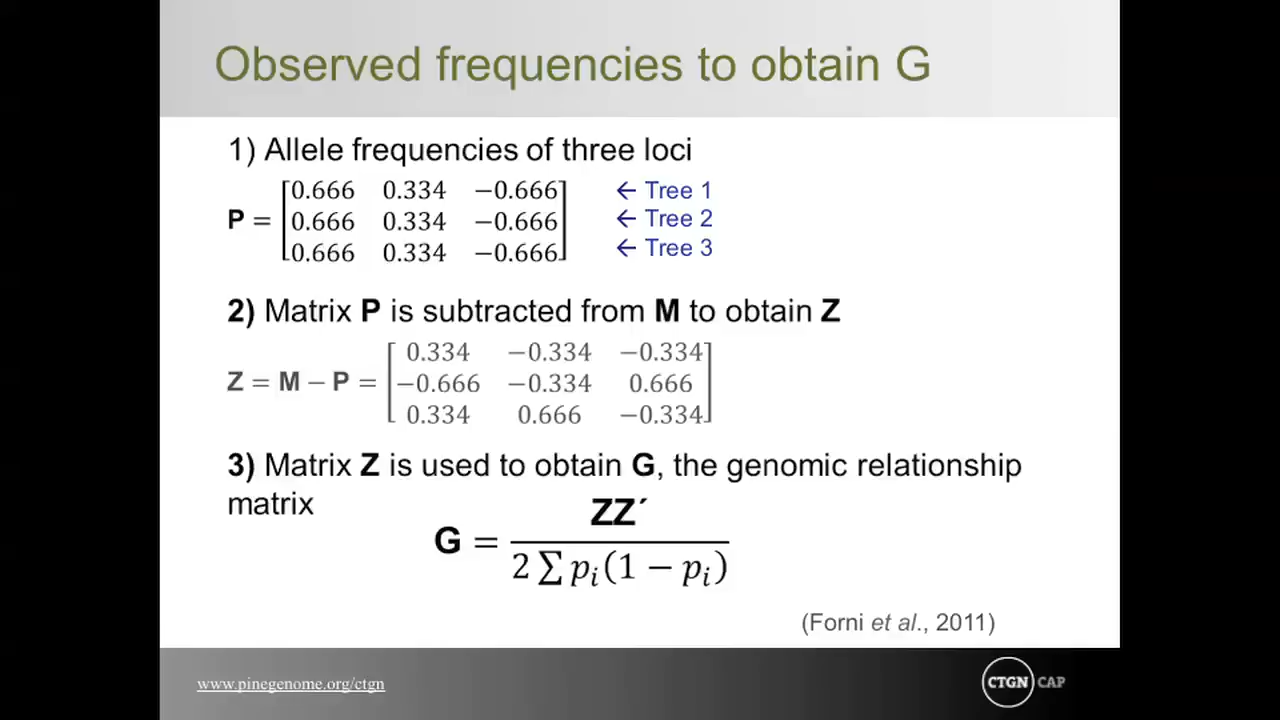 Observed frequencies to obtain G
1) Allele frequencies of three loci
P = [0.666 0.334 −0.666] ← Tree 1
[0.666 0.334 −0.666] ← Tree 2
[0.666 0.334 −0.666] ← Tree 3
2) Matrix P is subtracted from M to obtain Z
Z = M − P = [0.334 −0.334 −0.334]
[−0.666 −0.334 0.666]
[0.334 0.666 −0.334]
3) Matrix Z is used to obtain G, the genomic relationship
matrix
G = ZZ´ / 2 ∑ pᵢ(1 − pᵢ)
(Forni et al., 2011)
www.pinegenome.org/ctgn
CTGN CAP